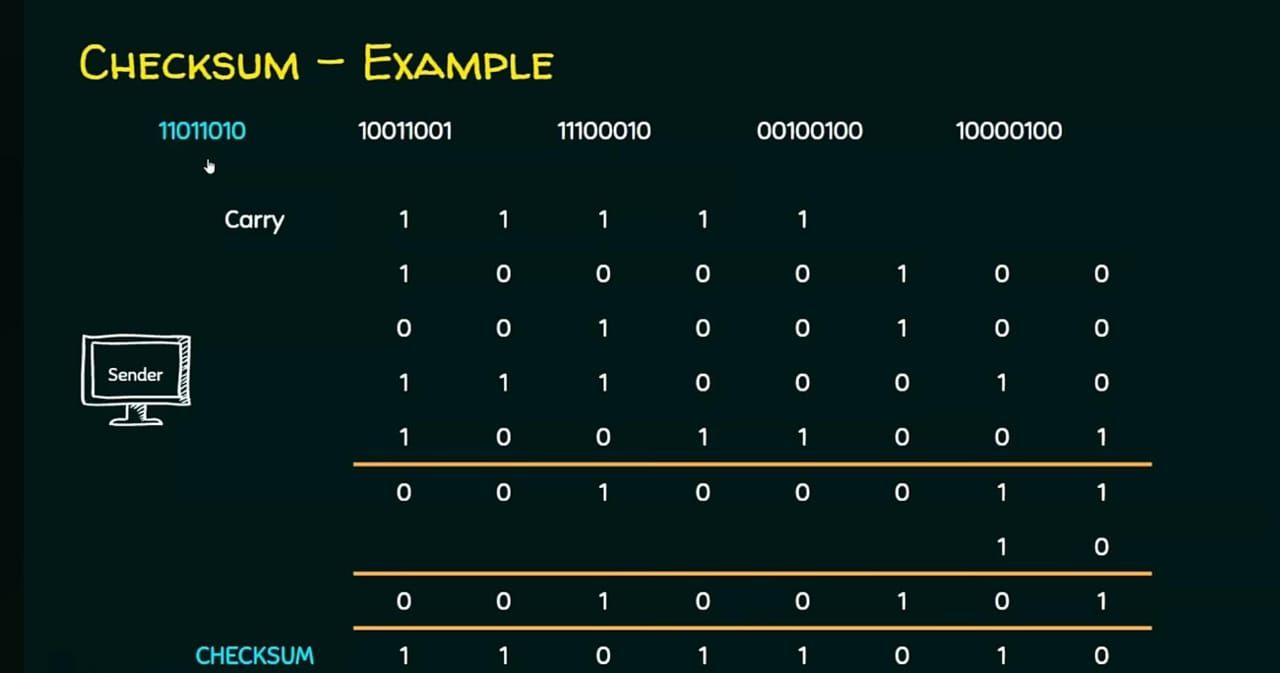 CHECKSUM – EXAMPLE
11011010 10011001 11100010 00100100 10000100
Carry 1 1 1 1 1
1 0 0 0 0 1 0 0
0 0 1 0 0 1 0 0
Sender
1 1 1 0 0 0 1 0
1 0 0 1 1 0 0 1
0 0 1 0 0 0 1 1
1 0
0 0 1 0 0 1 0 1
CHECKSUM 1 1 0 1 1 0 1 0